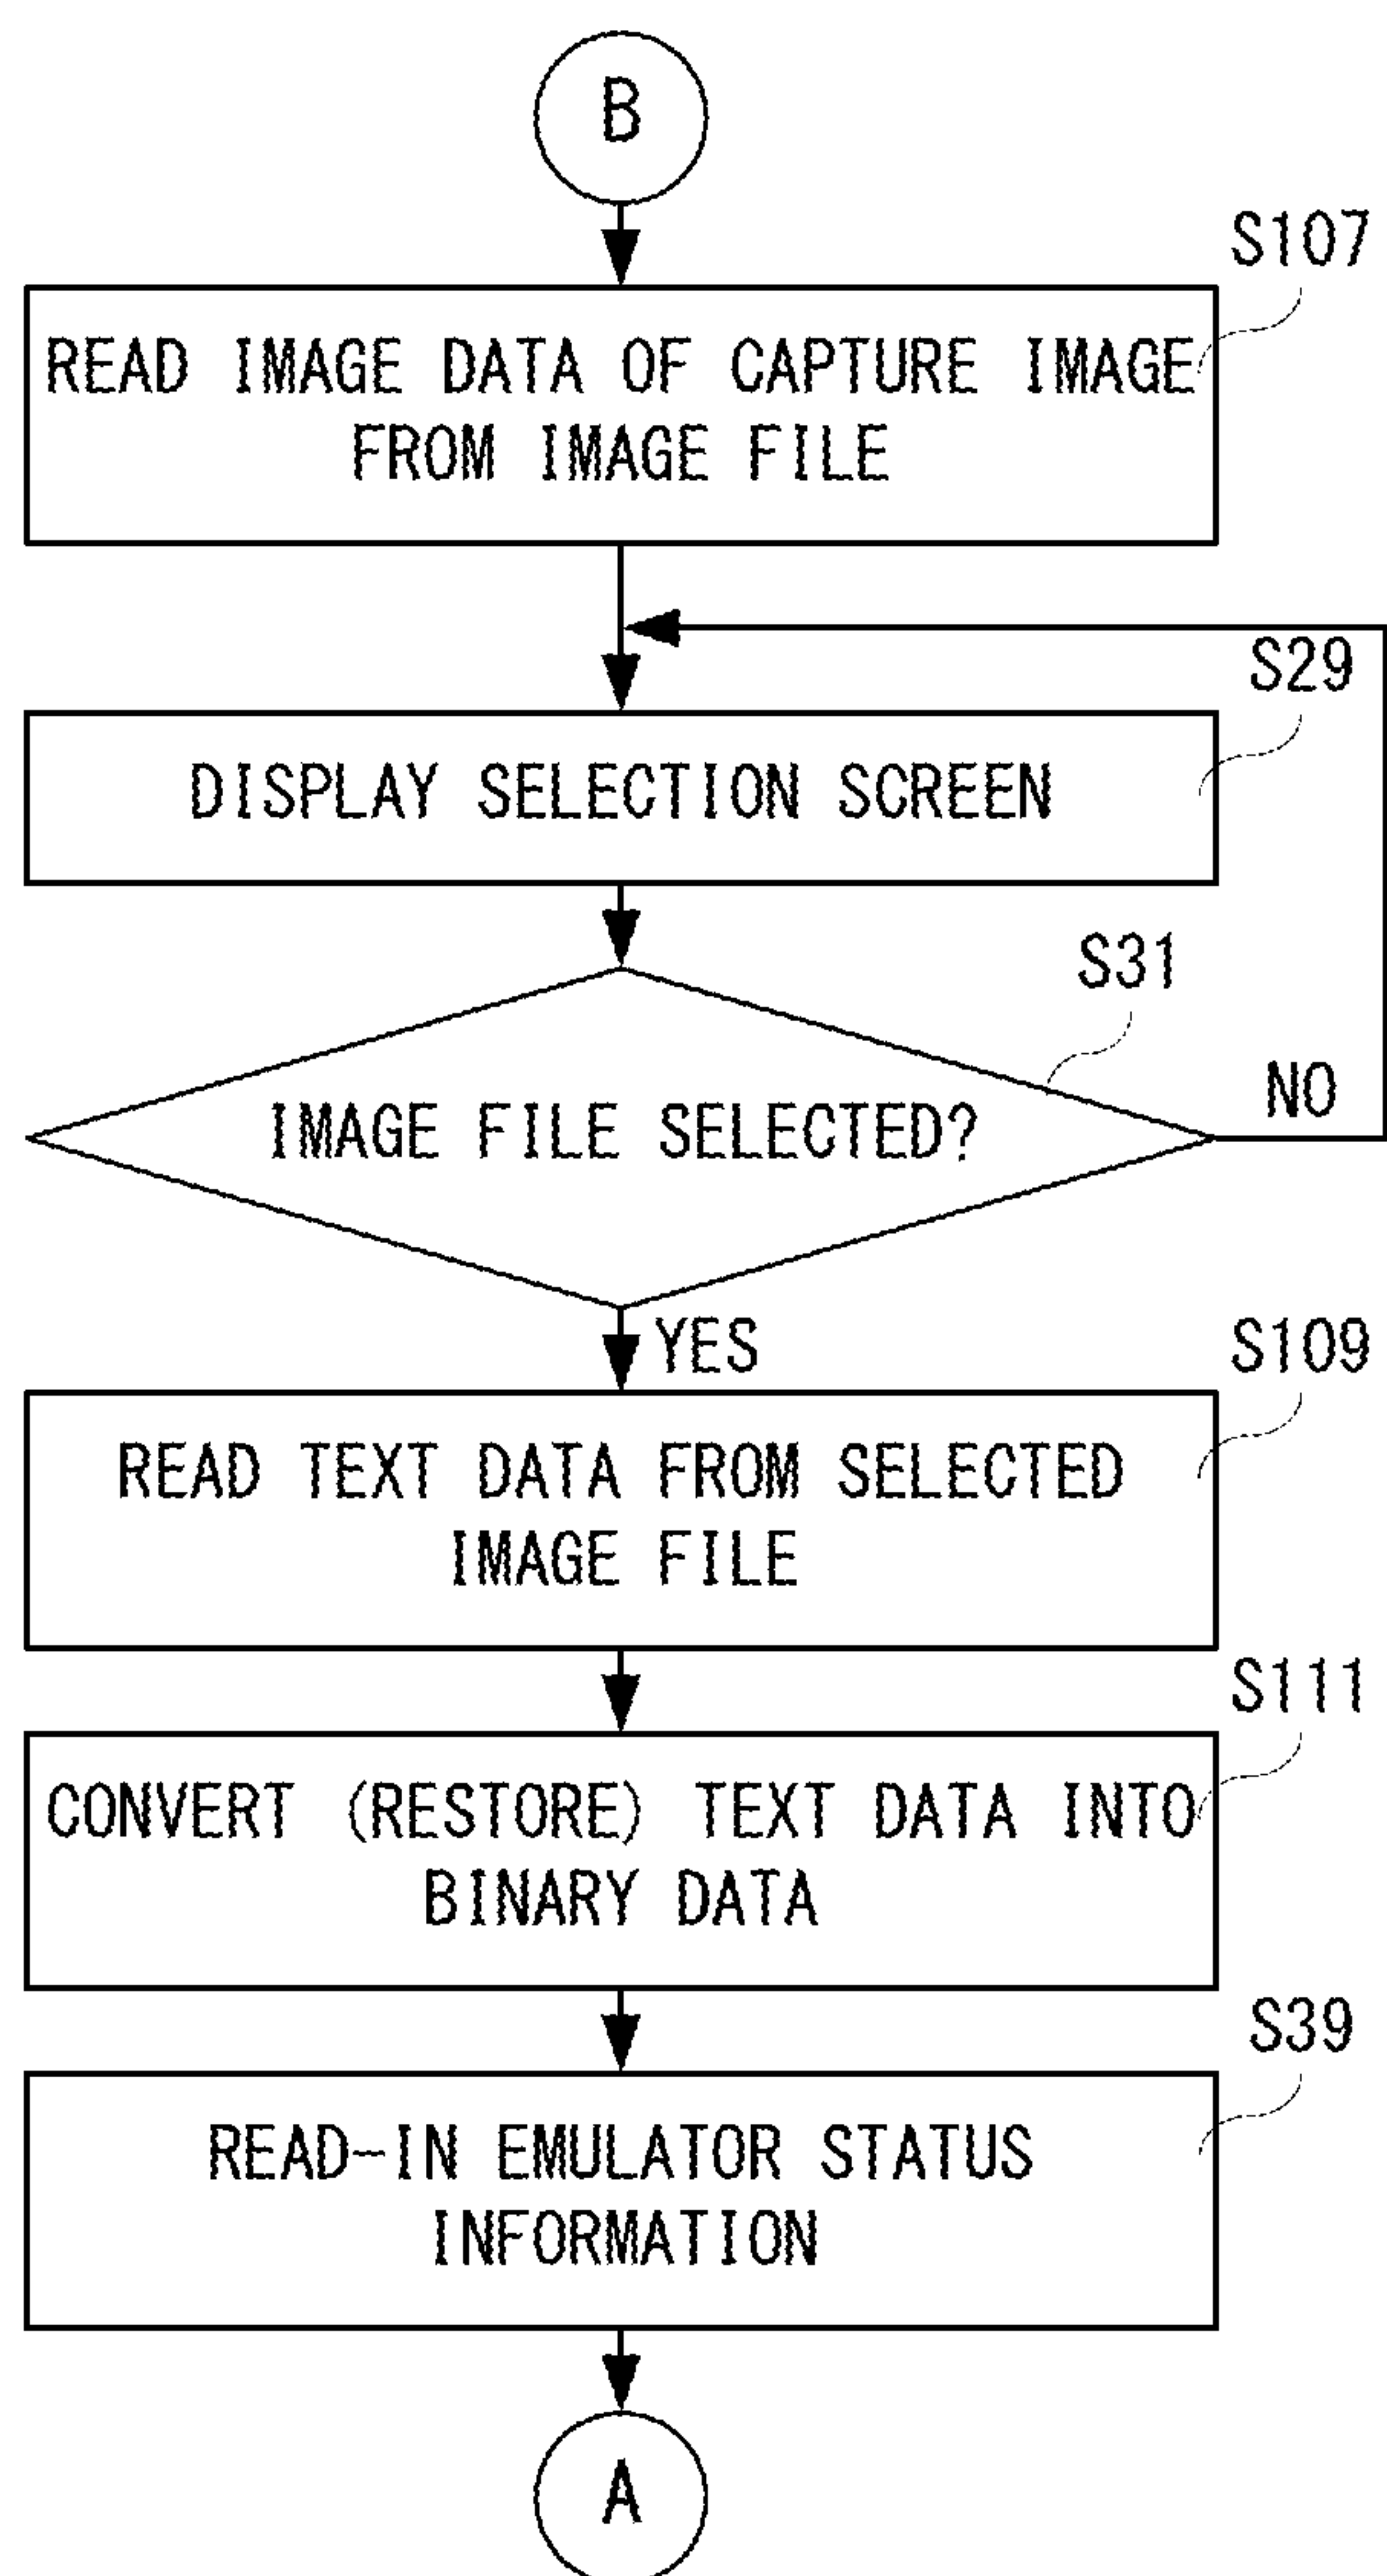 B
S107
READ IMAGE DATA OF CAPTURE IMAGE
FROM IMAGE FILE
S29
DISPLAY SELECTION SCREEN
S31
IMAGE FILE SELECTED?
NO
YES
S109
READ TEXT DATA FROM SELECTED
IMAGE FILE
S111
CONVERT (RESTORE) TEXT DATA INTO
BINARY DATA
S39
READ-IN EMULATOR STATUS
INFORMATION
A